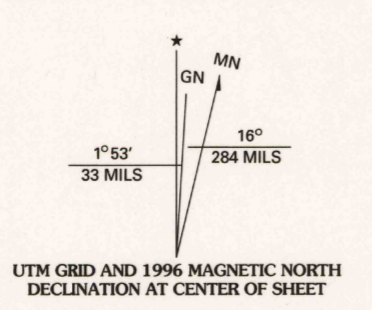 ★
MN
GN
1°53'
33 MILS
16°
284 MILS
UTM GRID AND 1996 MAGNETIC NORTH
DECLINATION AT CENTER OF SHEET